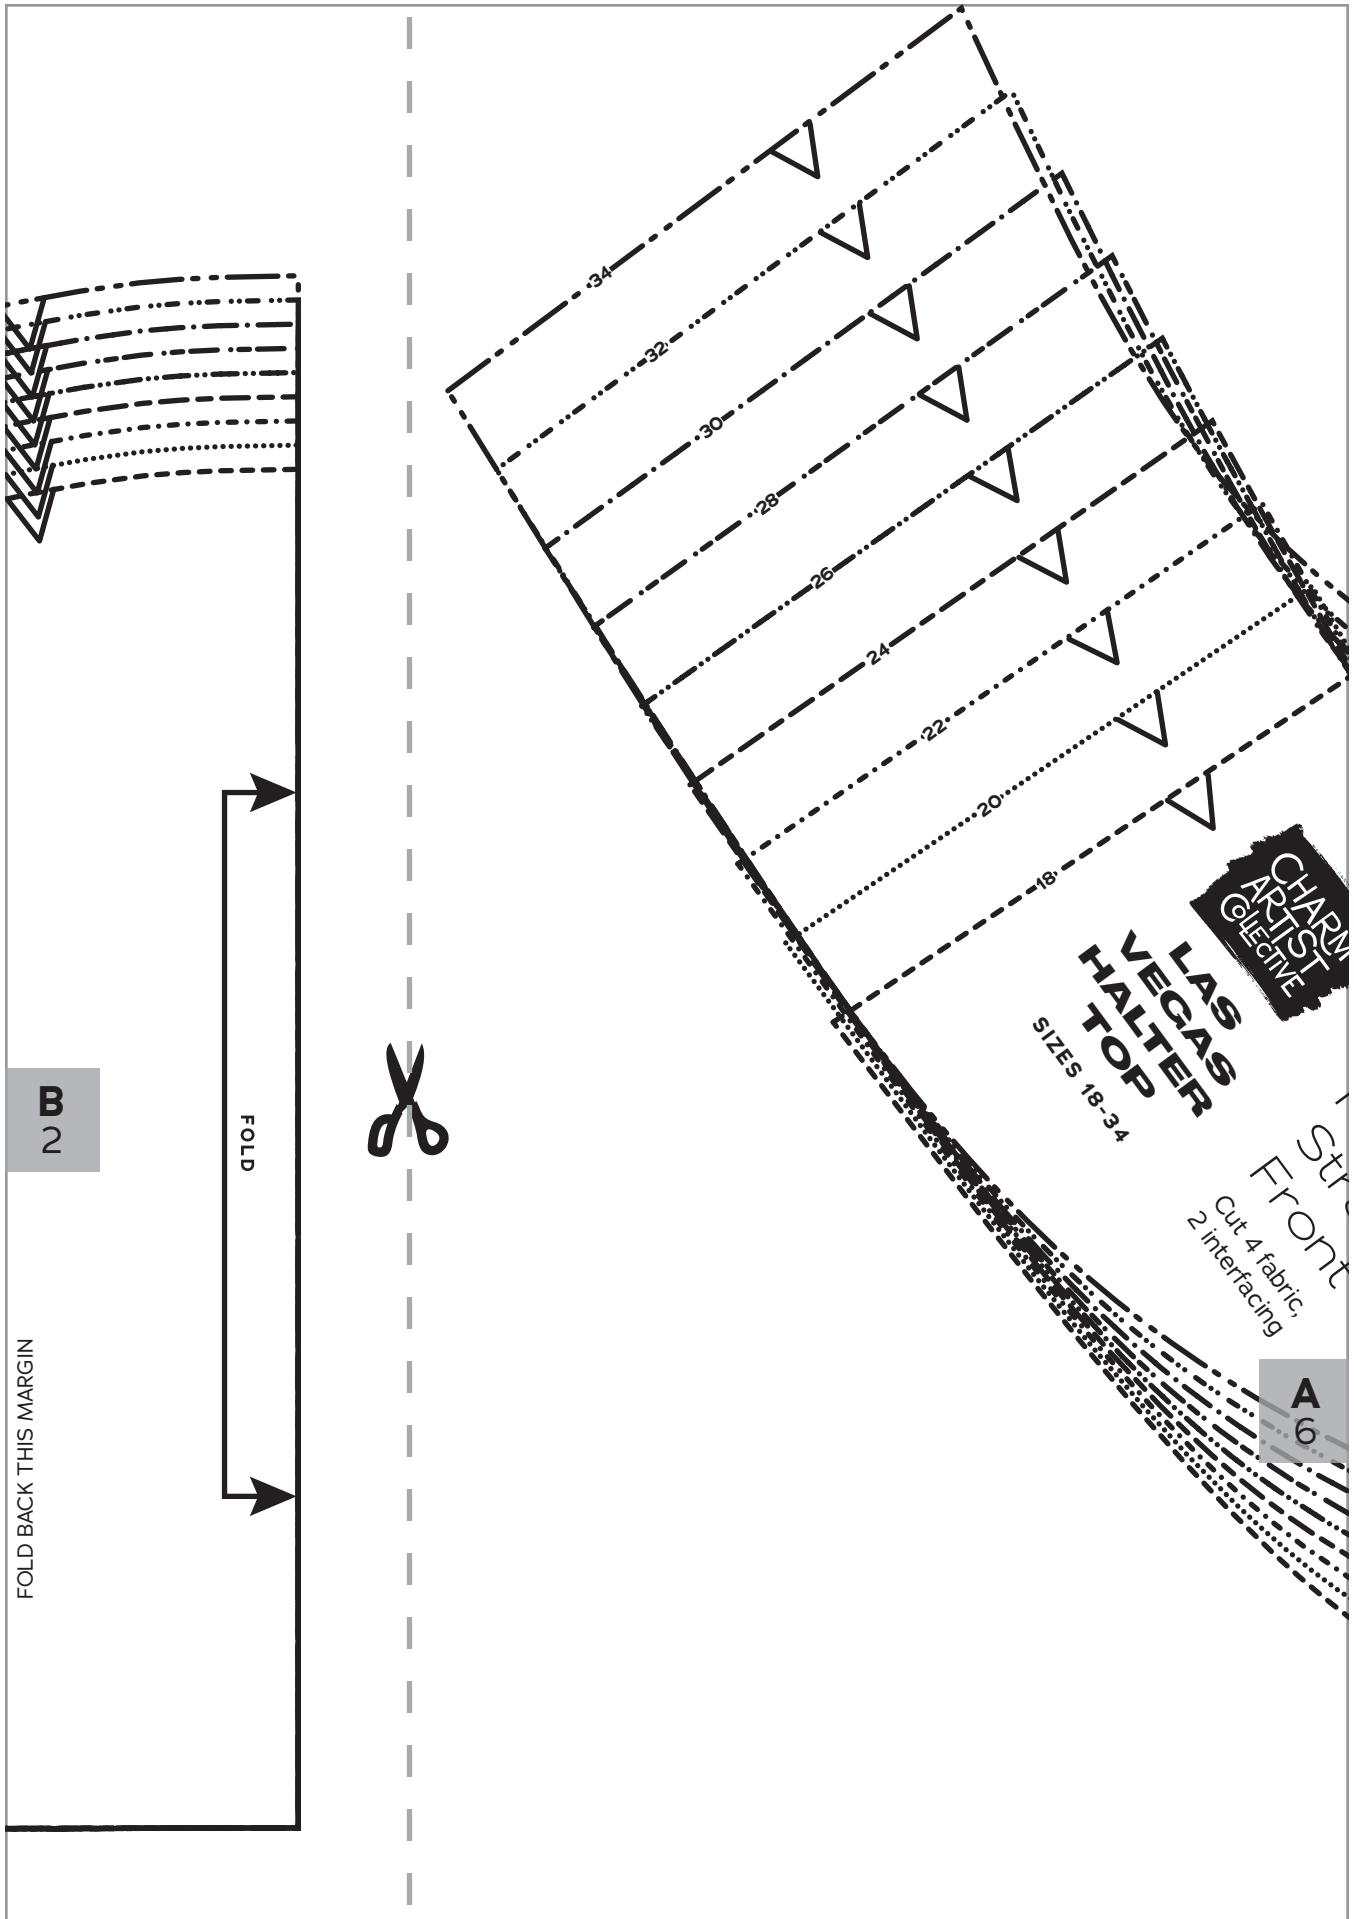 34
32
30
28
26
24
22
20
18
CHARM
ARTIST
COLLECTIVE
LAS
VEGAS
HALTER
TOP
SIZES 18-34
Front
Cut 4 fabric,
2 interfacing
A
6
FOLD
B
2
FOLD BACK THIS MARGIN